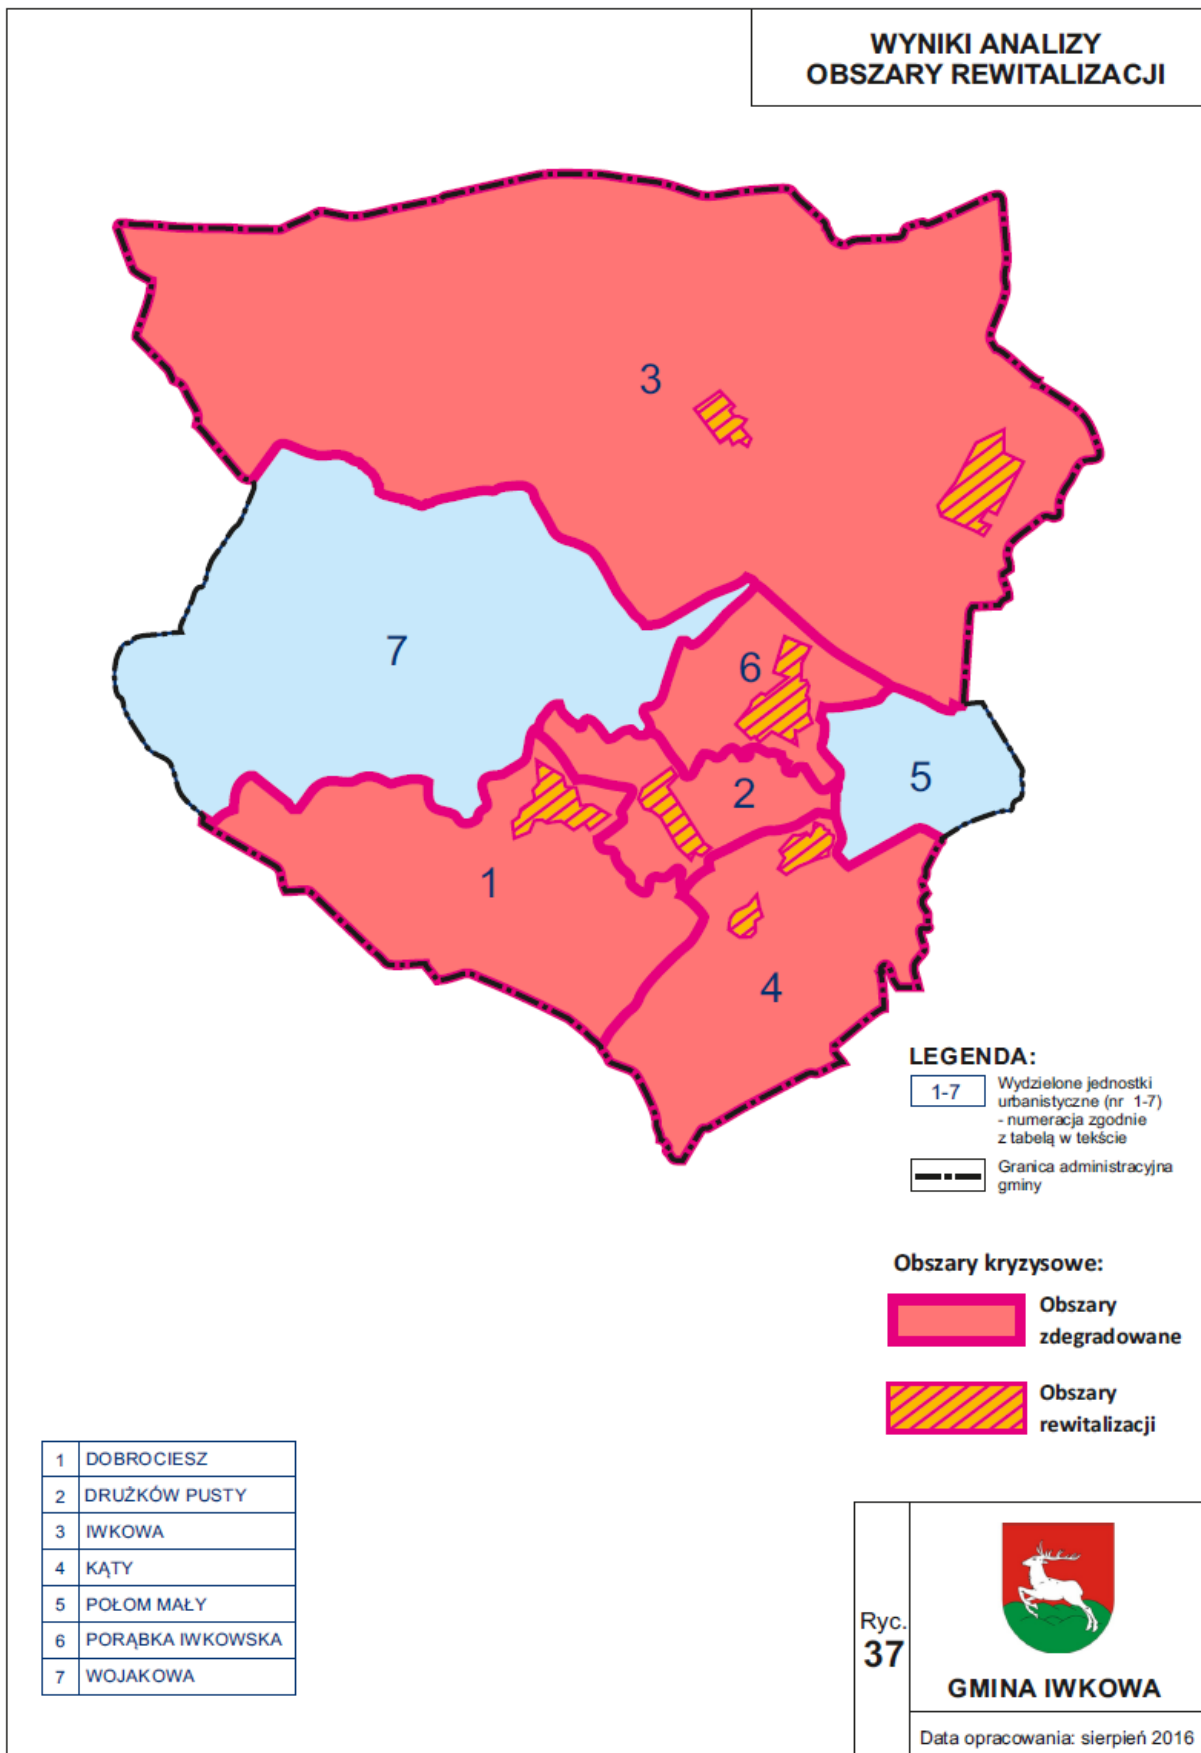 WYNIKI ANALIZY
OBSZARY REWITALIZACJI
3
7
6
5
2
1
4
LEGENDA:
1-7
Wydzielone jednostki
urbanistyczne (nr 1-7)
- numeracja zgodnie
z tabelą w tekście
Granica administracyjna
gminy
Obszary kryzysowe:
Obszary
zdegradowane
Obszary
rewitalizacji
1 DOBROCIESZ
2 DRUŻKÓW PUSTY
3 IWKOWA
4 KĄTY
5 POŁOM MAŁY
6 PORĄBKA IWKOWSKA
7 WOJAKOWA
Ryc.
37
GMINA IWKOWA
Data opracowania: sierpień 2016